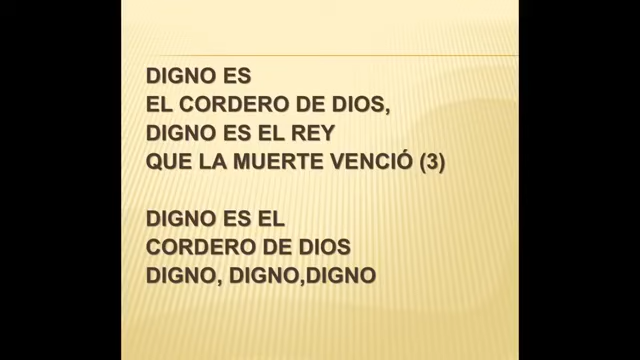 DIGNO ES
EL CORDERO DE DIOS,
DIGNO ES EL REY
QUE LA MUERTE VENCIÓ (3)
DIGNO ES EL
CORDERO DE DIOS
DIGNO, DIGNO,DIGNO